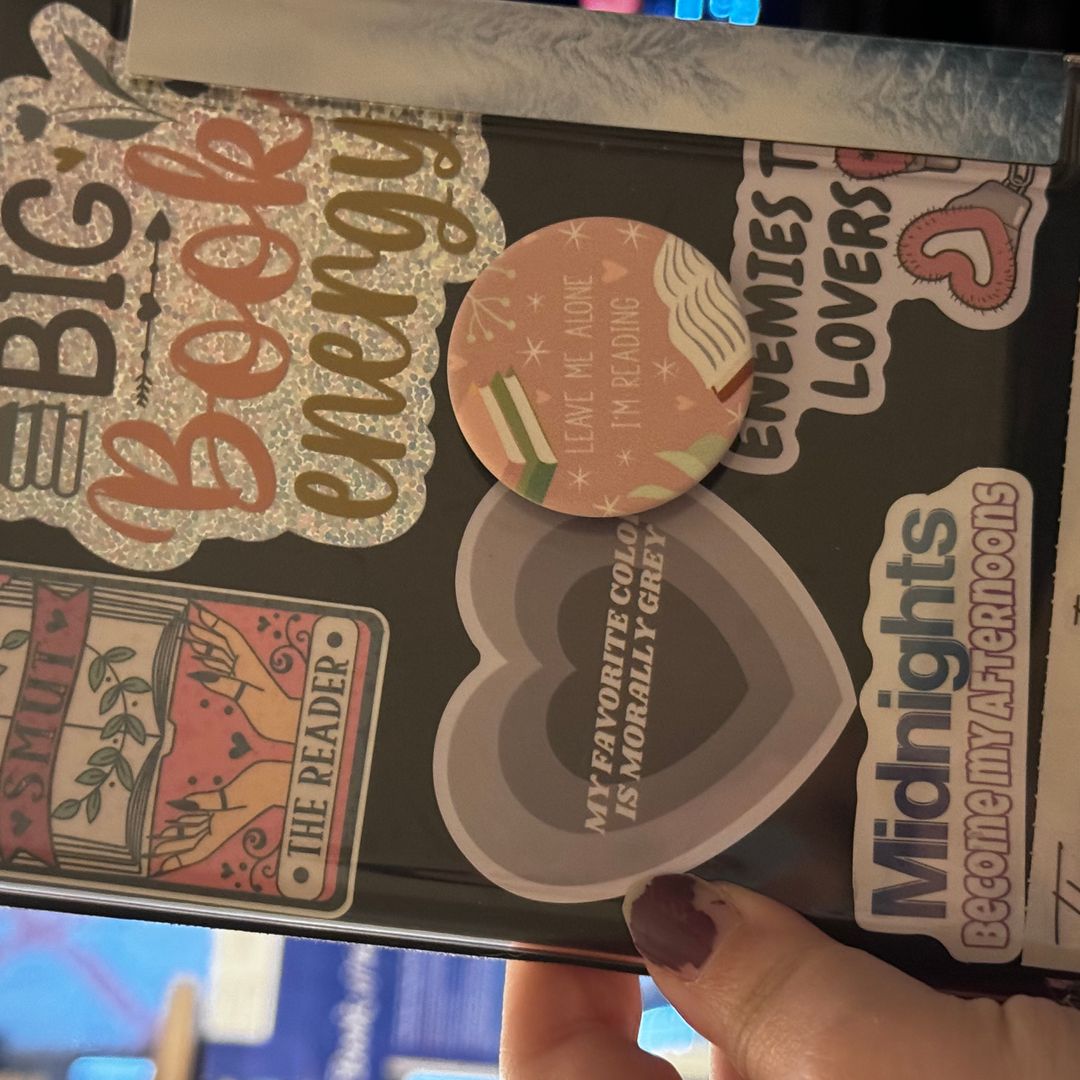 BIG
Book
energy
LEAVE ME ALONE
I'M READING
ENEMIES T
LOVERS
SMUT
THE READER
MY FAVORITE COLO
IS MORALLY GREY
Midnights
BECOME MY AFTERNOONS